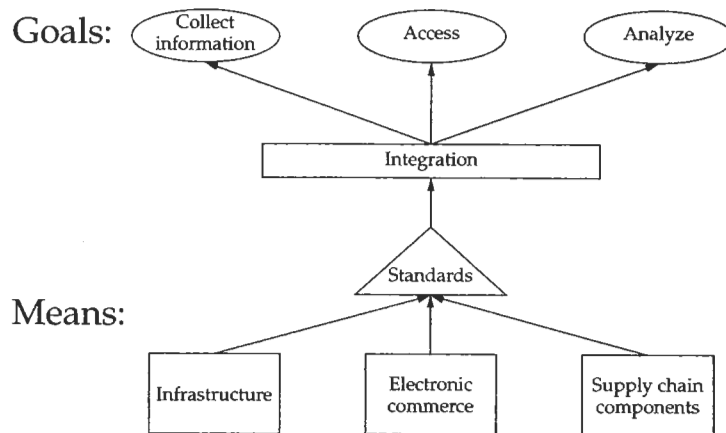 Goals:
Collect
information
Access
Analyze
Integration
Standards
Means:
Infrastructure
Electronic
commerce
Supply chain
components